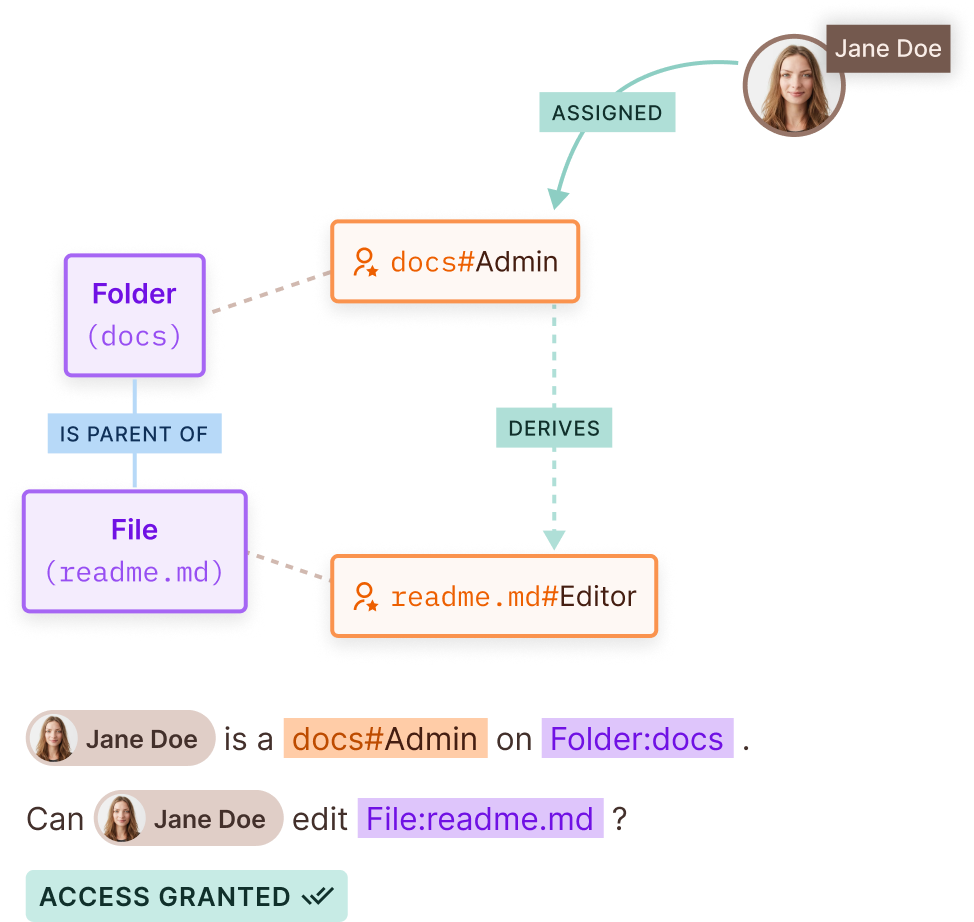 Jane Doe
ASSIGNED
docs#Admin
Folder
(docs)
IS PARENT OF
DERIVES
File
(readme.md)
readme.md#Editor
Jane Doe is a docs#Admin on Folder:docs .
Can Jane Doe edit File:readme.md ?
ACCESS GRANTED